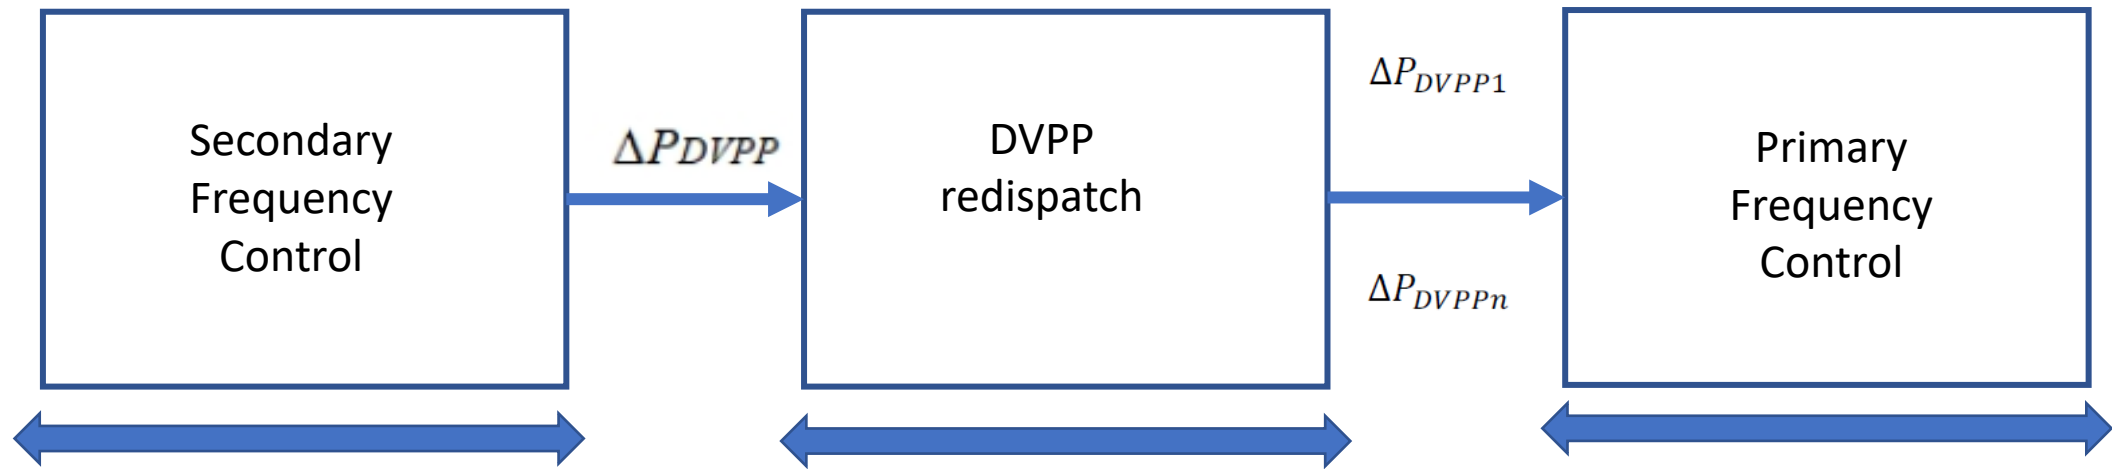 Secondary
Frequency
Control
ΔPDVPP
DVPP
redispatch
ΔPDVPP1
ΔPDVPPn
Primary
Frequency
Control